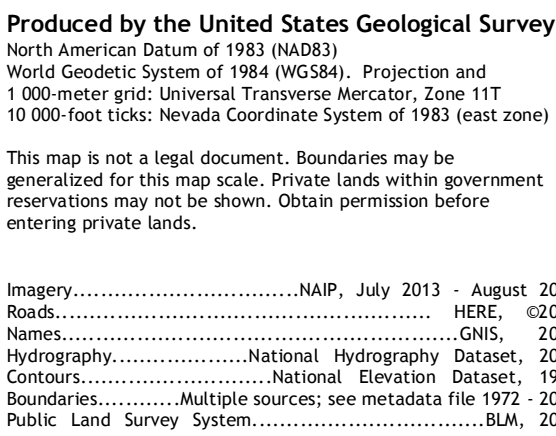 Produced by the United States Geological Survey
North American Datum of 1983 (NAD83)
World Geodetic System of 1984 (WGS84). Projection and
1 000-meter grid: Universal Transverse Mercator, Zone 11T
10 000-foot ticks: Nevada Coordinate System of 1983 (east zone)
This map is not a legal document. Boundaries may be
generalized for this map scale. Private lands within government
reservations may not be shown. Obtain permission before
entering private lands.
Imagery.................................NAIP, July 2013 - August 20
Roads...................................................... HERE, ©20
Names..........................................................GNIS, 20
Hydrography....................National Hydrography Dataset, 20
Contours............................National Elevation Dataset, 19
Boundaries............Multiple sources; see metadata file 1972 - 20
Public Land Survey System..................................BLM, 20